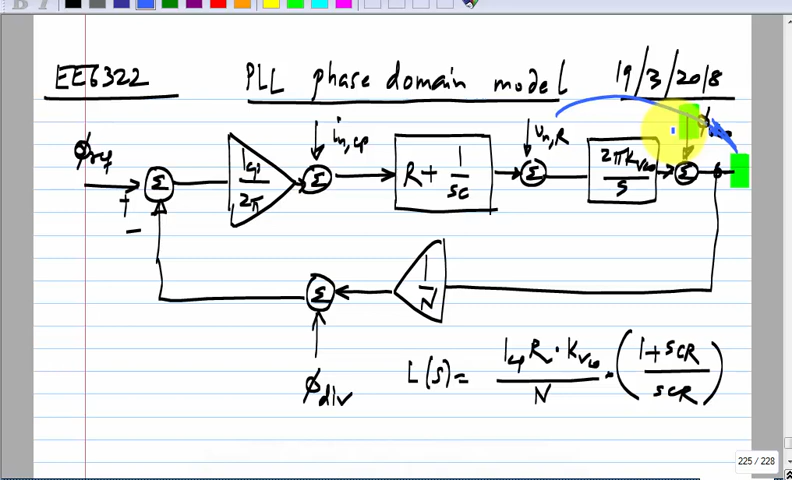 EE6322 PLL phase domain model 19/3/2018
ϕref + − Σ Icp/2π Σ in,cp R + 1/sC Σ vn,R 2πKvco/s Σ
1/N
Σ
ϕdiv
L(s) = IcpR·Kvco/N · (1+sCR/sCR)
225 / 228